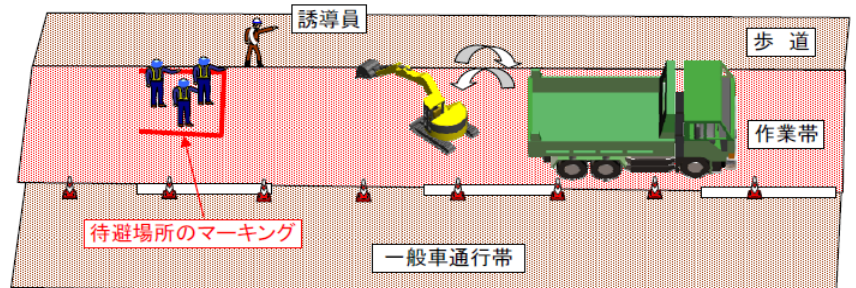 誘導員
歩 道
作業帯
待避場所のマーキング
一般車通行帯